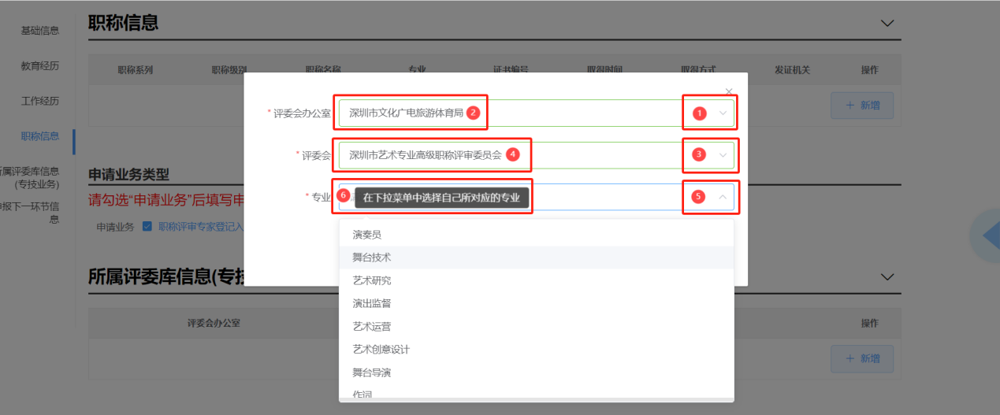 职称信息
基础信息
教育经历
工作经历
职称信息
所属评委库信息
(专技业务)
申报下一环节信
息
职称系列 职称级别 职称名称 专业 证书编号 取得时间 取得方式 发证机关 操作
+ 新增
* 评委会办公室 深圳市文化广电旅游体育局 2 1
* 评委会 深圳市艺术专业高级职称评审委员会 4 3
* 专业 6 在下拉菜单中选择自己所对应的专业 5
申请业务类型
请勾选“申请业务”后填写申
申请业务 职称评审专家登记入
演奏员
舞台技术
艺术研究
演出监督
艺术运营
艺术创意设计
舞台导演
作词
所属评委库信息(专技
评委会办公室 操作
+ 新增